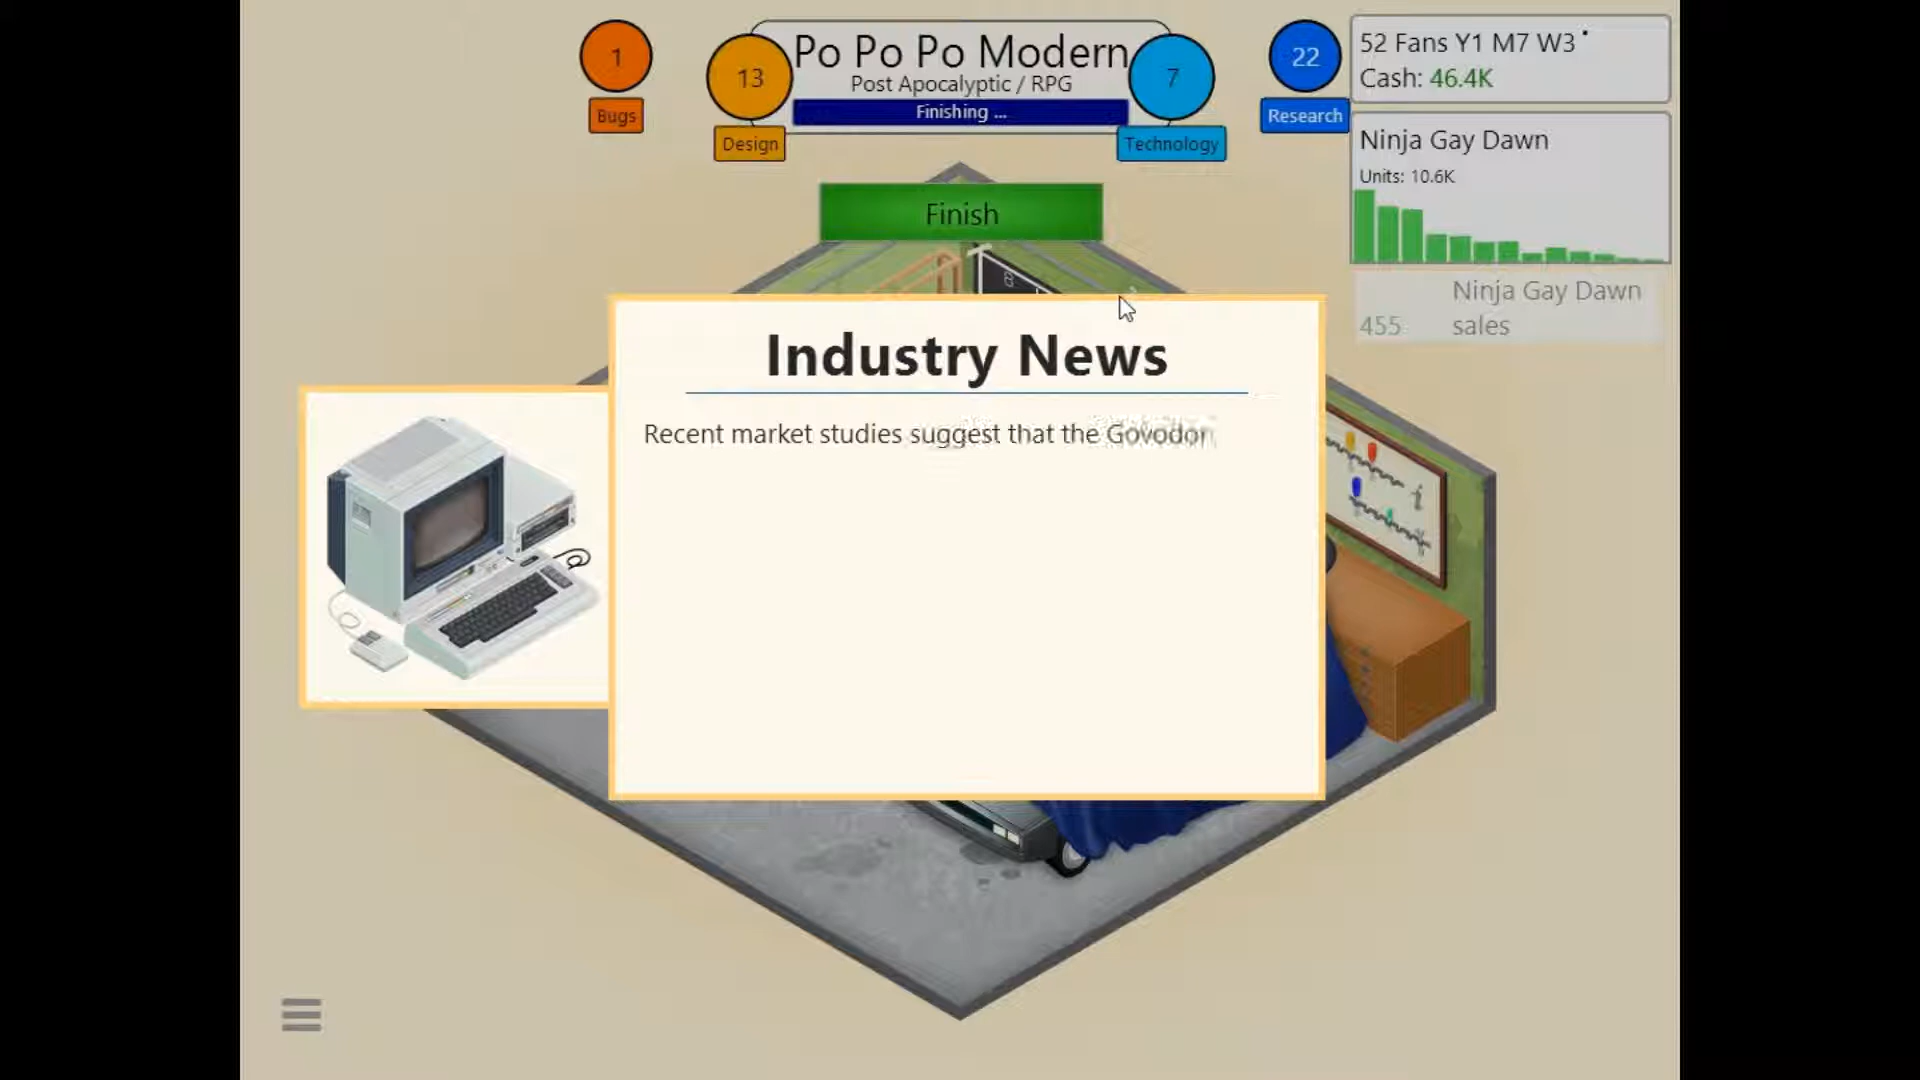 1
Bugs
13
Design
Po Po Po Modern
Post Apocalyptic / RPG
Finishing ...
7
Technology
22
Research
52 Fans Y1 M7 W3
Cash: 46.4K
Ninja Gay Dawn
Units: 10.6K
455
Ninja Gay Dawn
sales
Finish
Industry News
Recent market studies suggest that the Govodon